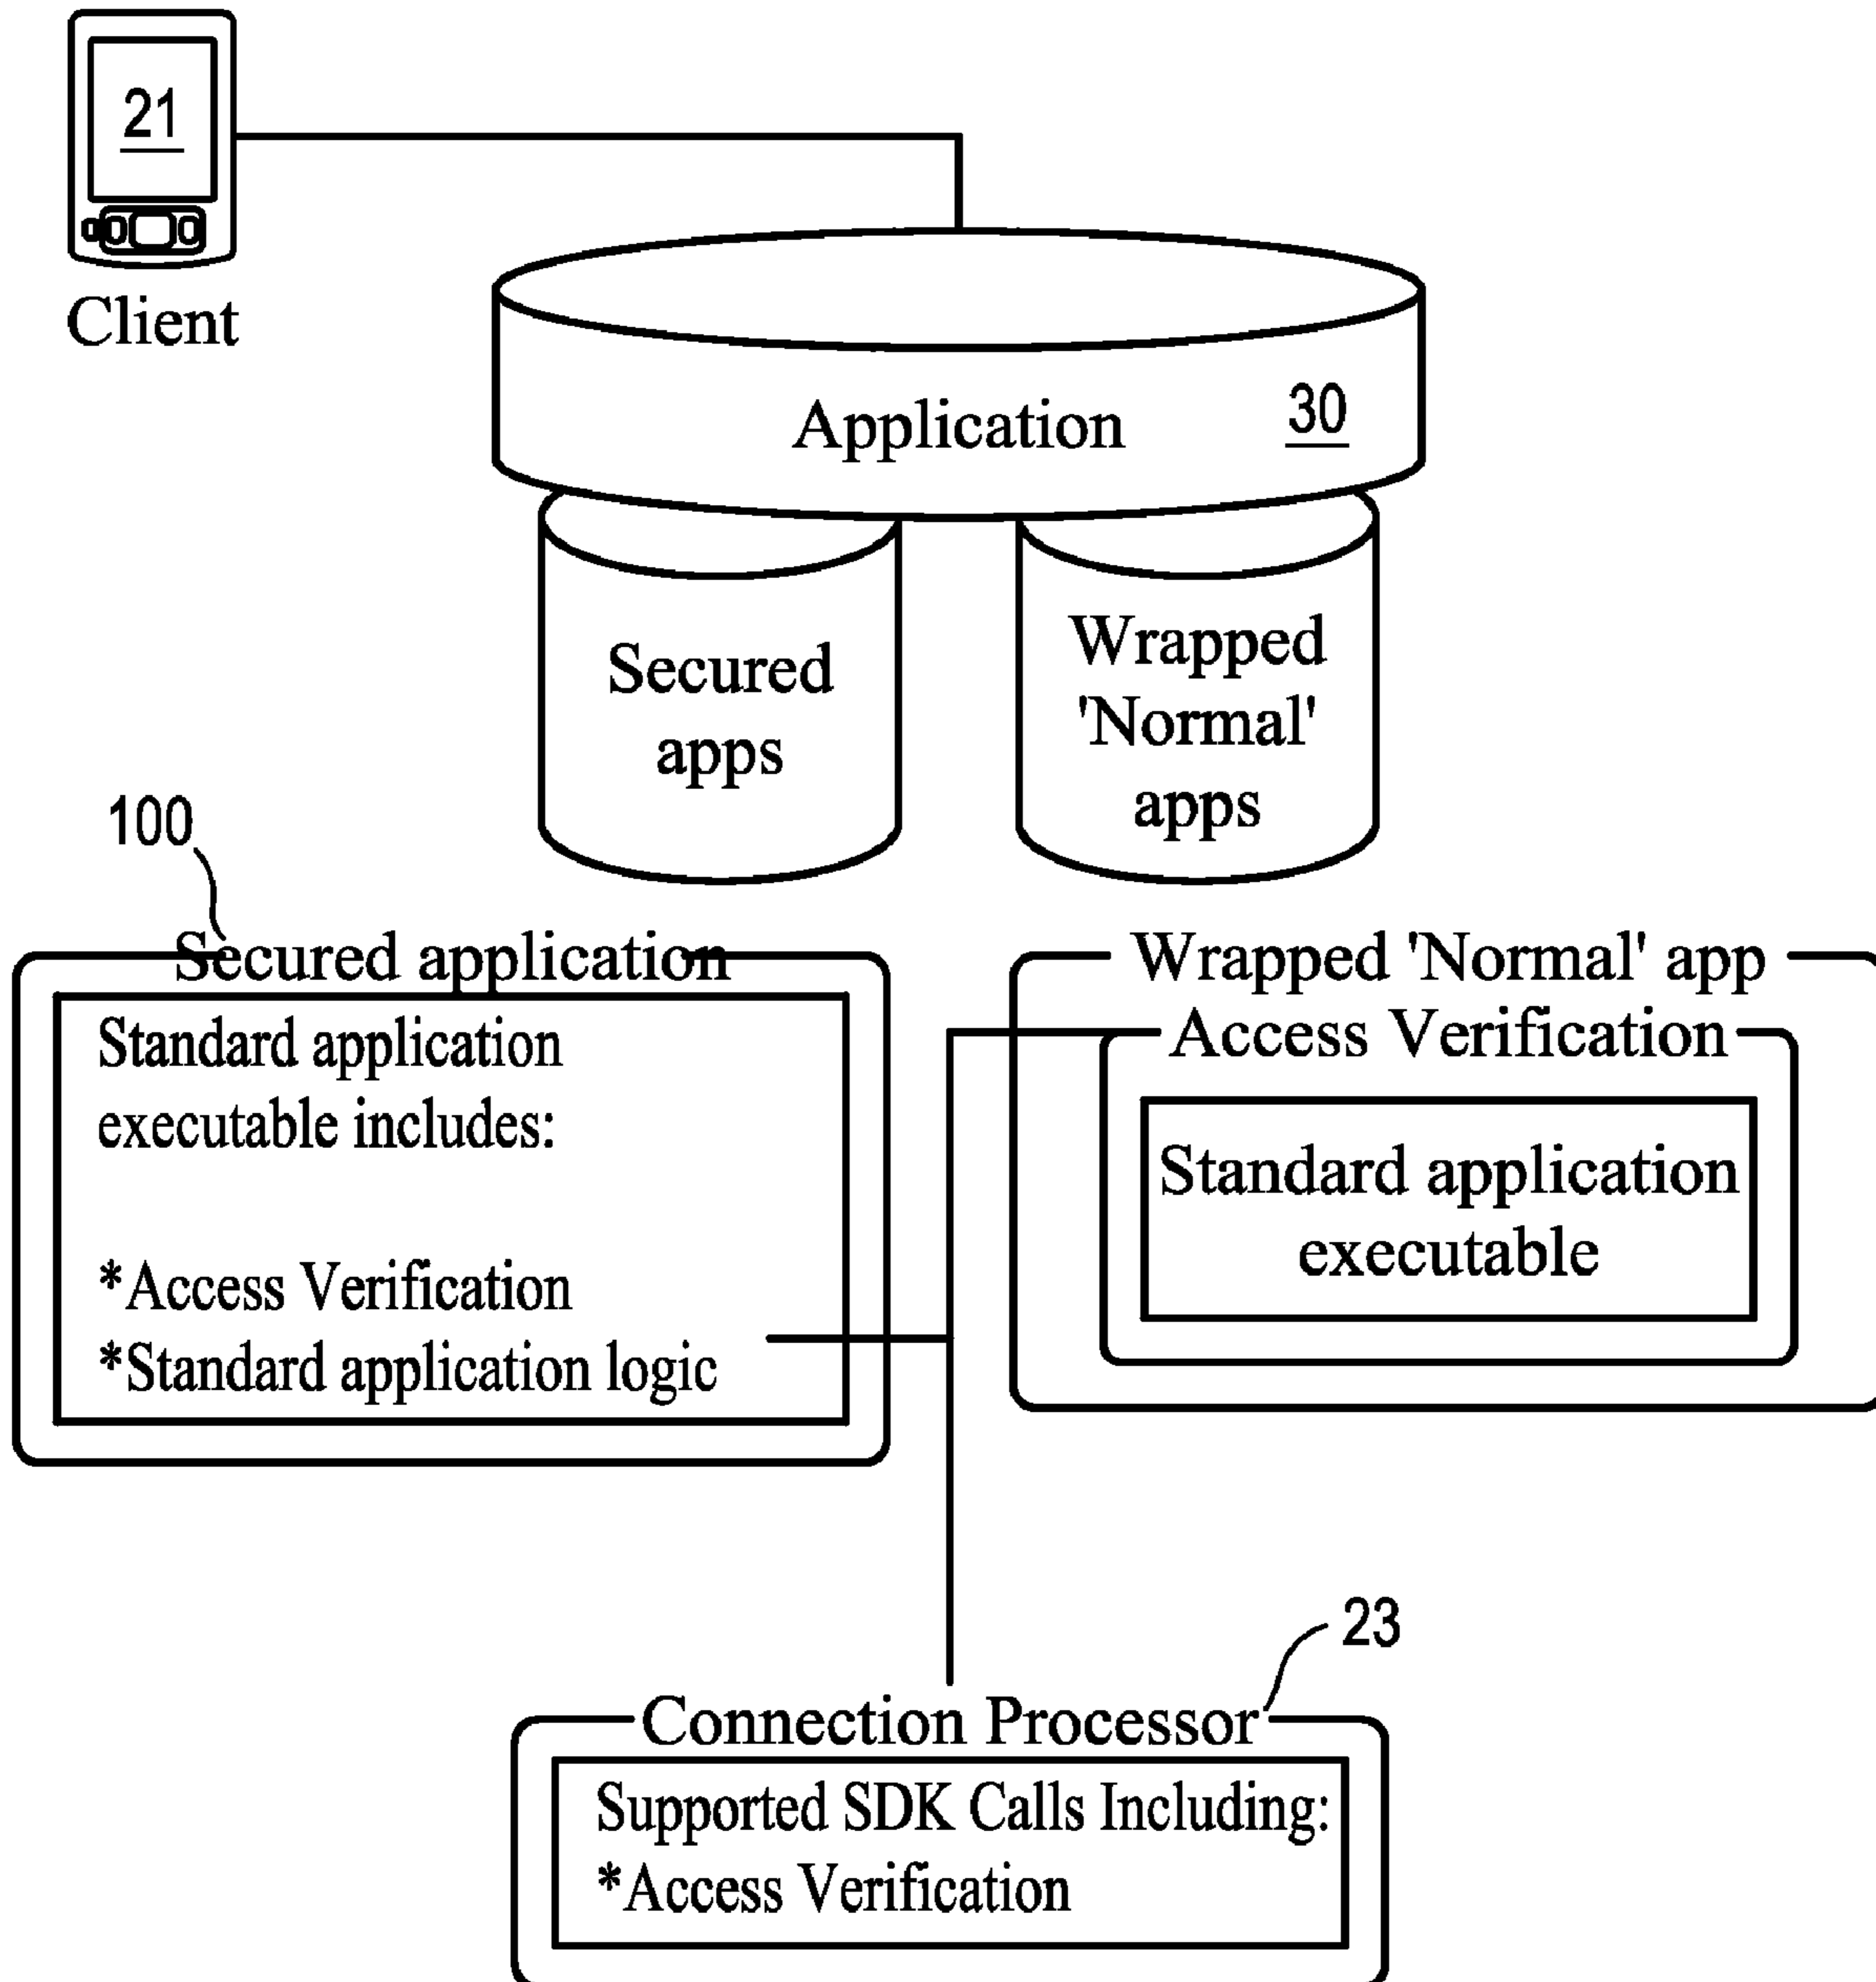 21
Client
Application
30
Secured
apps
Wrapped
'Normal'
apps
100
Secured application
Standard application
executable includes:
*Access Verification
*Standard application logic
Wrapped 'Normal' app
Access Verification
Standard application
executable
23
Connection Processor
Supported SDK Calls Including:
*Access Verification